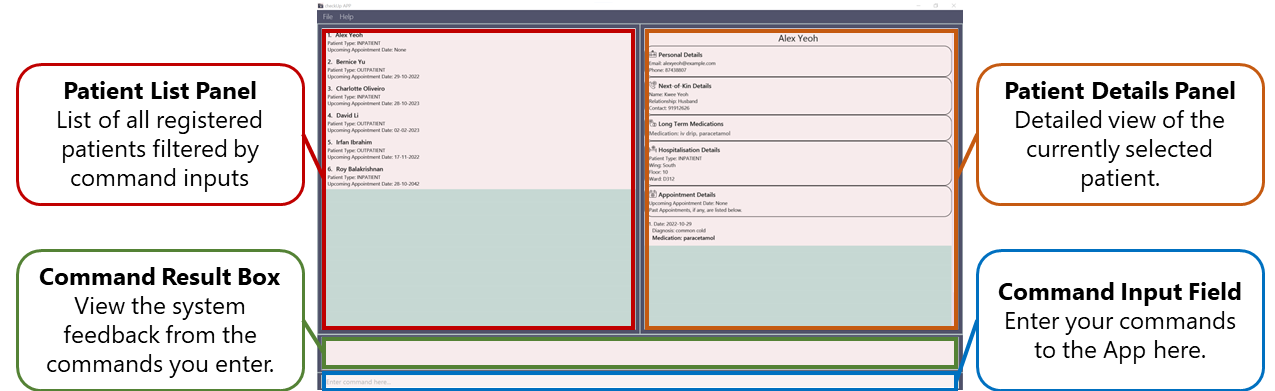 checkUp APP
File Help
Patient List Panel
List of all registered
patients filtered by
command inputs
Command Result Box
View the system
feedback from the
commands you enter.
1. Alex Yeoh
Patient Type: INPATIENT
Upcoming Appointment Date: None
2. Bernice Yu
Patient Type: OUTPATIENT
Upcoming Appointment Date: 29-10-2022
3. Charlotte Oliveiro
Patient Type: INPATIENT
Upcoming Appointment Date: 28-10-2023
4. David Li
Patient Type: OUTPATIENT
Upcoming Appointment Date: 02-02-2023
5. Irfan Ibrahim
Patient Type: OUTPATIENT
Upcoming Appointment Date: 17-11-2022
6. Roy Balakrishnan
Patient Type: INPATIENT
Upcoming Appointment Date: 28-10-2042
Alex Yeoh
Personal Details
Email: alexyeoh@example.com
Phone: 87438807
Next-of-Kin Details
Name: Kwee Yeoh
Relationship: Husband
Contact: 91912626
Long Term Medications
Medication: iv drip, paracetamol
Hospitalisation Details
Patient Type: INPATIENT
Wing: South
Floor: 10
Ward: D312
Appointment Details
Upcoming Appointment Date: None
Past Appointments, if any, are listed below.
1. Date: 2022-10-29
Diagnosis: common cold
Medication: paracetamol
Enter command here...
Patient Details Panel
Detailed view of the
currently selected
patient.
Command Input Field
Enter your commands
to the App here.